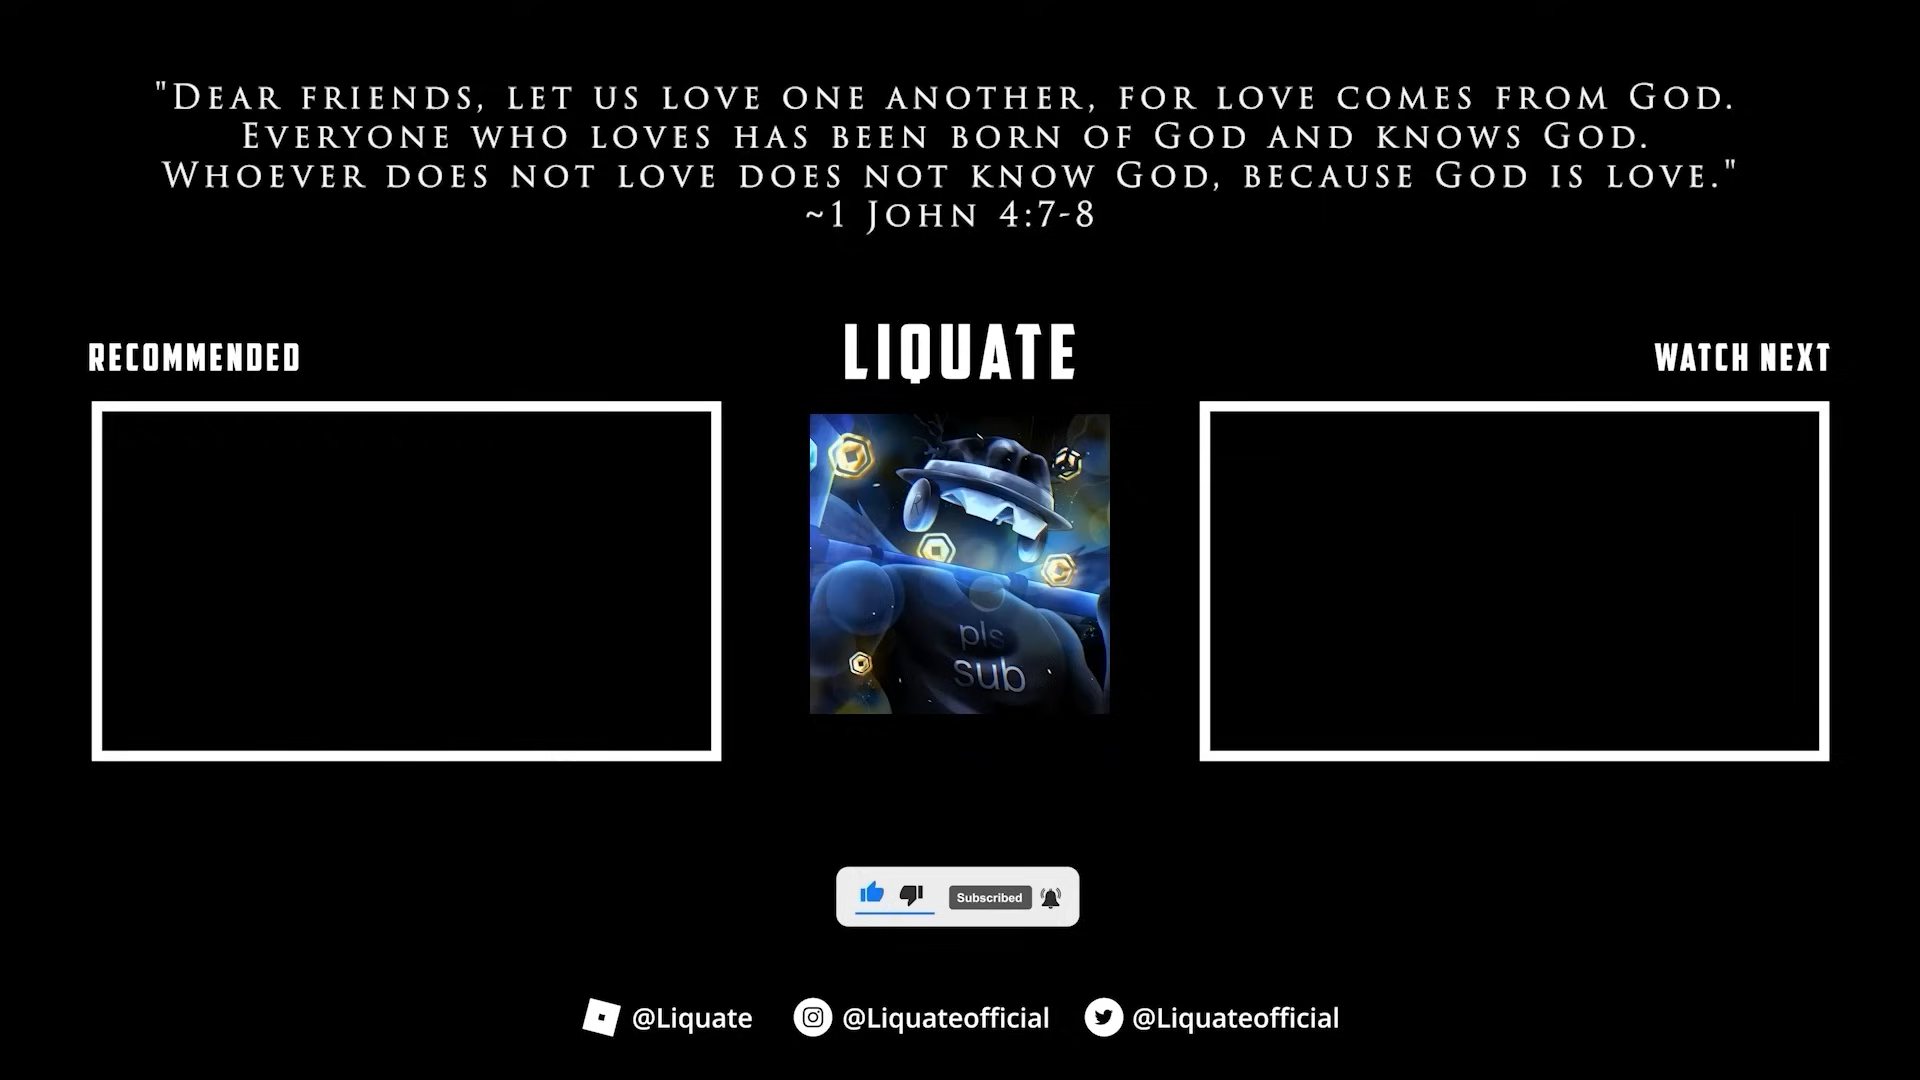 "Dear friends, let us love one another, for love comes from God.
Everyone who loves has been born of God and knows God.
Whoever does not love does not know God, because God is love."
~1 John 4:7-8
RECOMMENDED
LIQUATE
WATCH NEXT
pls
sub
Subscribed
@Liquate
@Liquateofficial
@Liquateofficial